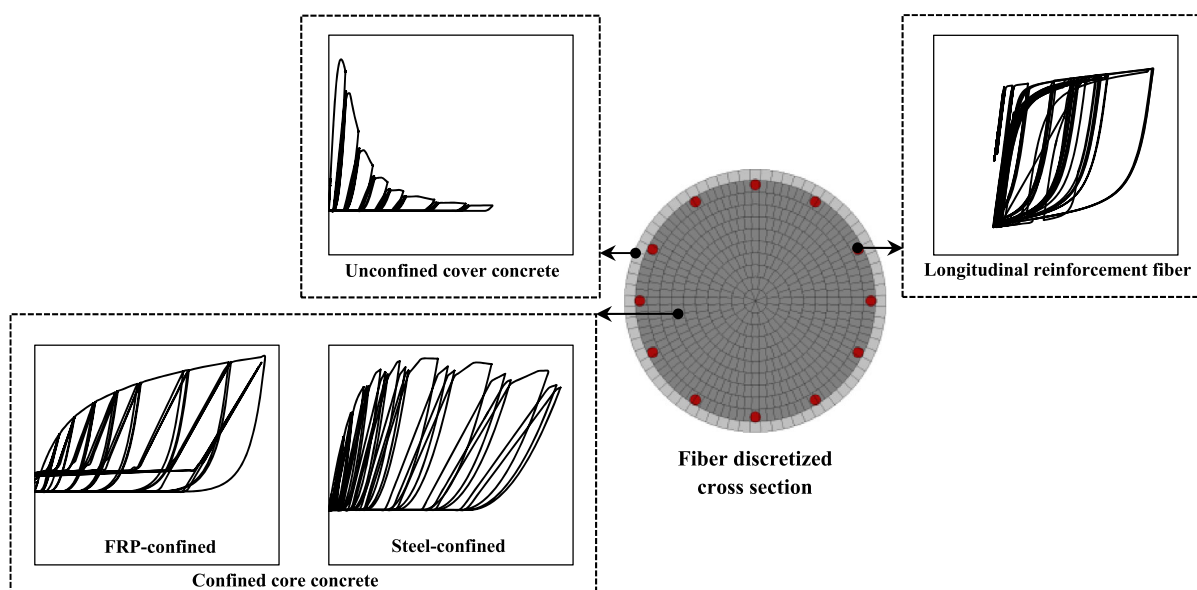 Unconfined cover concrete
Longitudinal reinforcement fiber
Fiber discretized
cross section
FRP-confined
Steel-confined
Confined core concrete